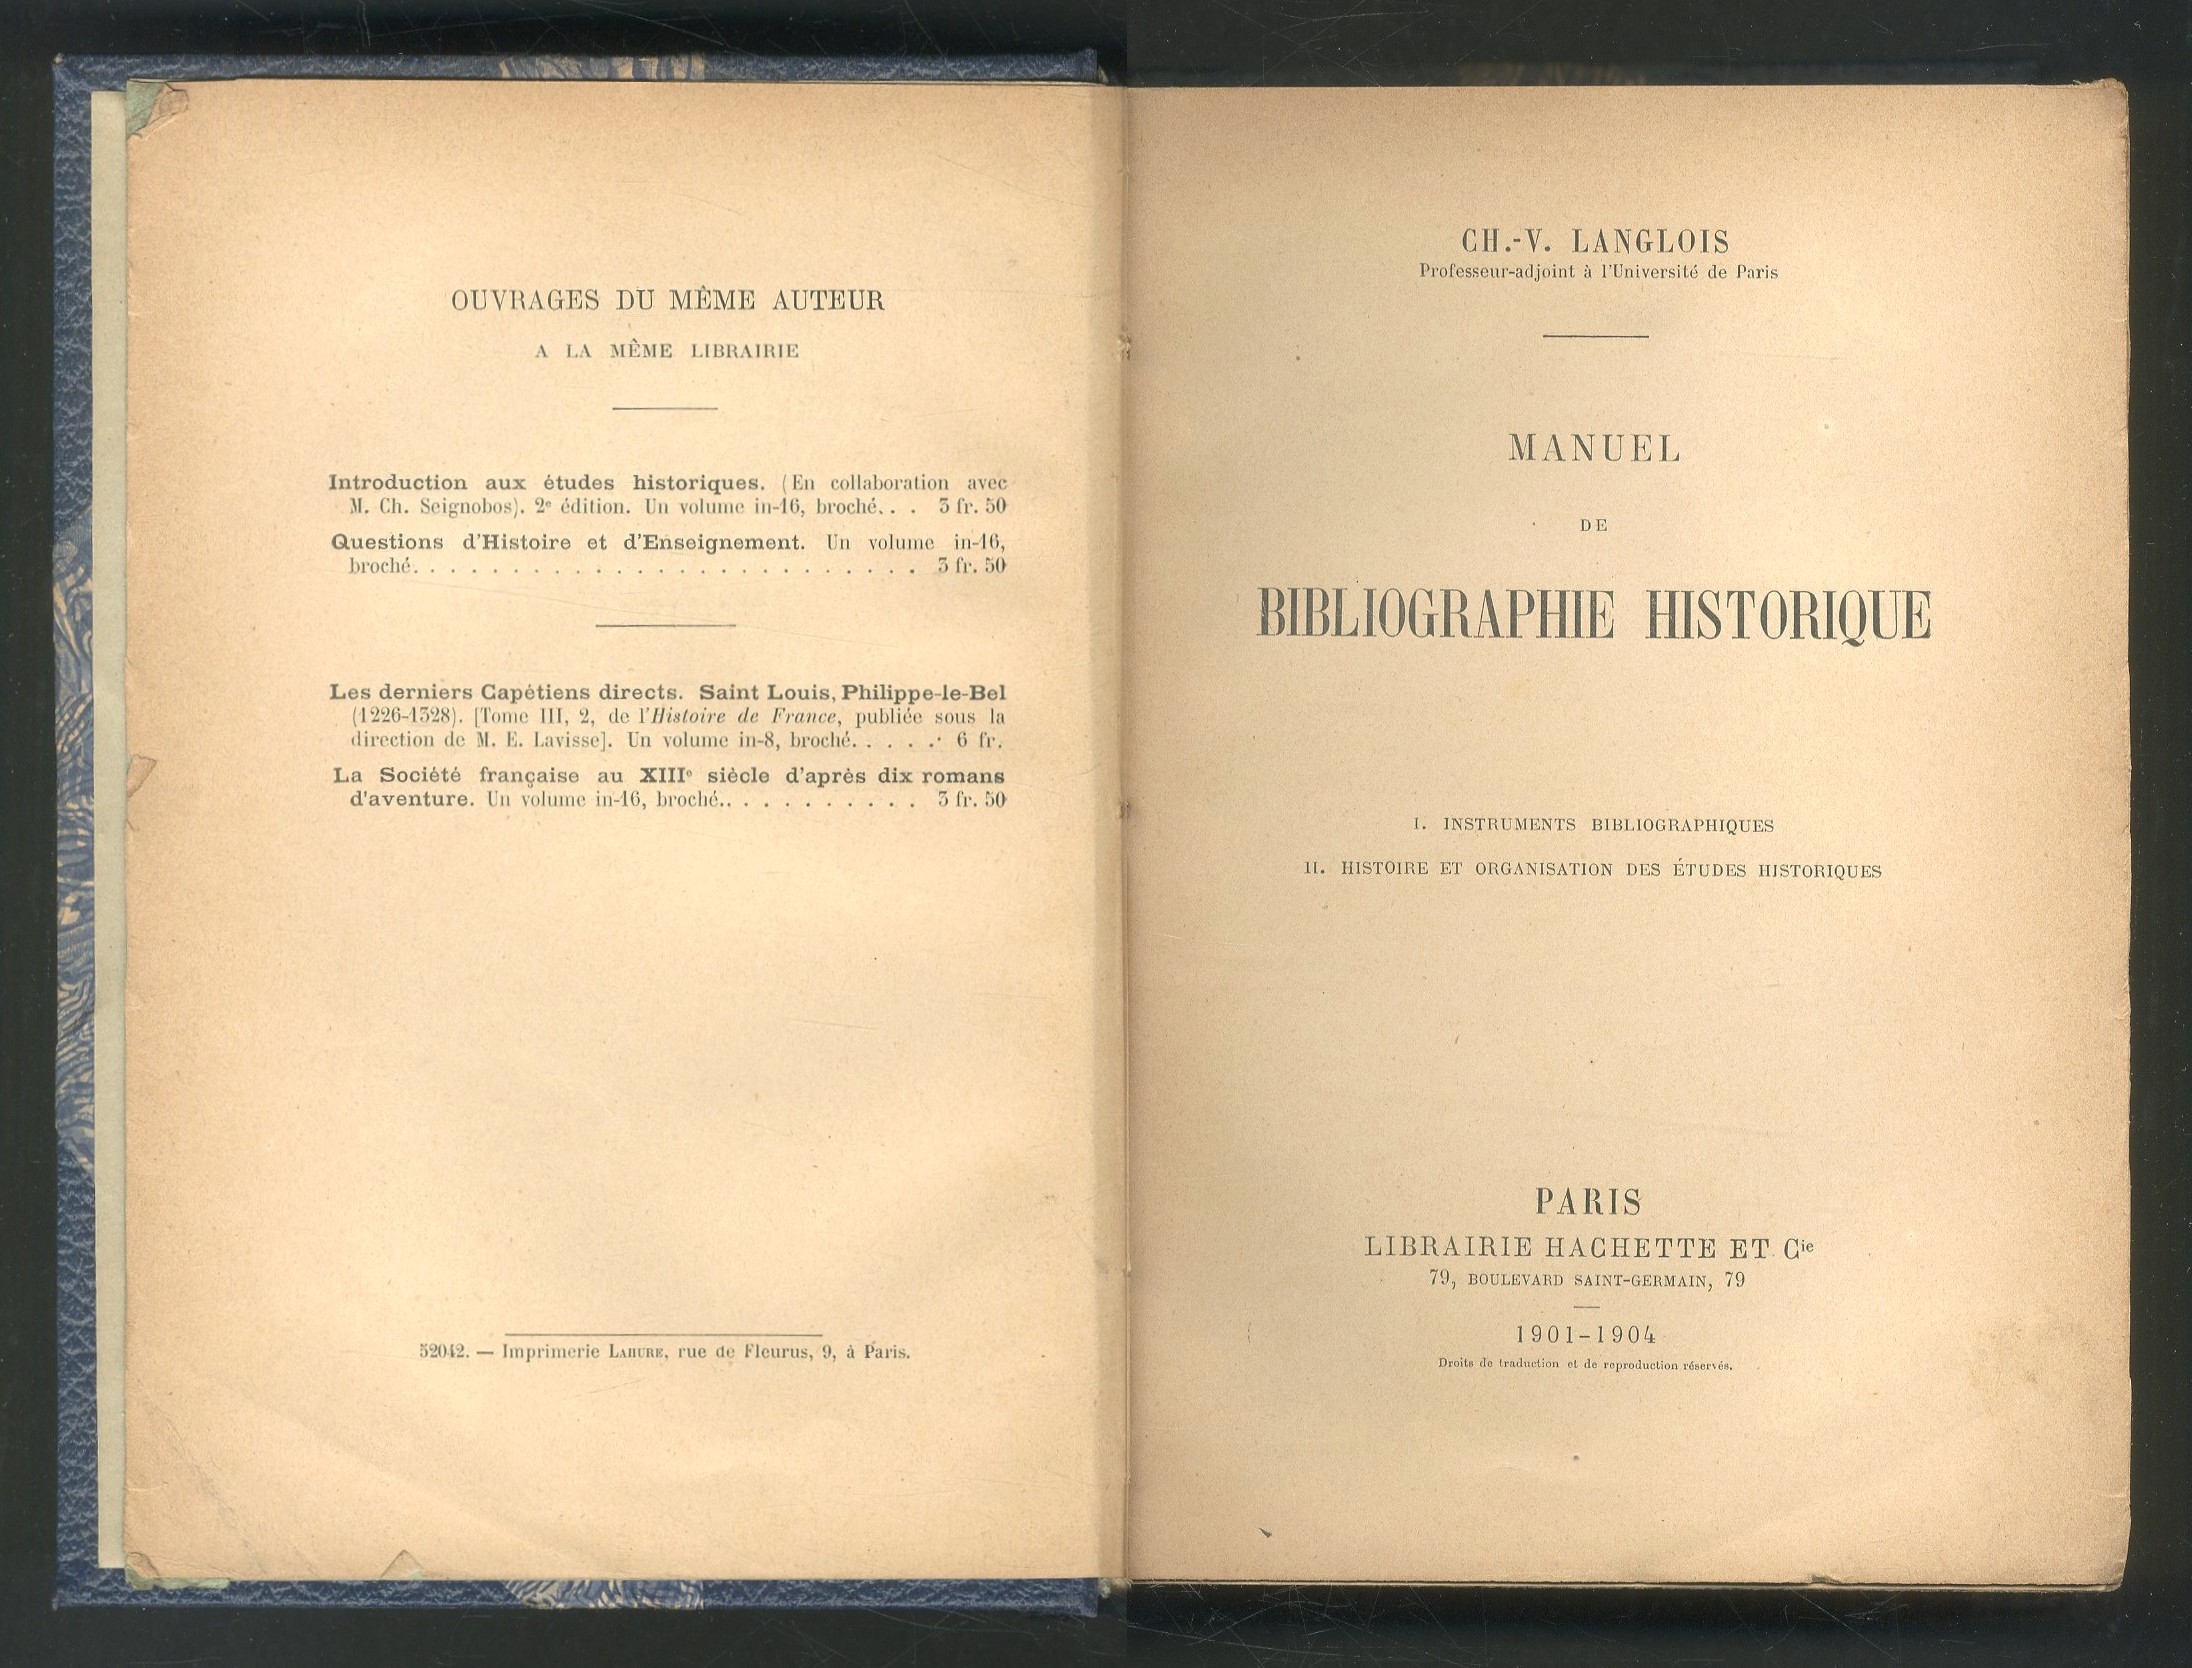 OUVRAGES DU MÊME AUTEUR
A LA MÊME LIBRAIRIE
Introduction aux études historiques. (En collaboration avec
M. Ch. Seignobos). 2e édition. Un volume in-16, broché. . . 3 fr. 50
Questions d'Histoire et d'Enseignement. Un volume in-16,
broché. . . . . . . . . . . . . . . . . . . . . . . . . 3 fr. 50
Les derniers Capétiens directs. Saint Louis, Philippe-le-Bel
(1226-1328). [Tome III, 2, de l'Histoire de France, publiée sous la
direction de M. E. Lavisse]. Un volume in-8, broché. . . . . . 6 fr.
La Société française au XIIIe siècle d'après dix romans
d'aventure. Un volume in-16, broché. . . . . . . . . . . 3 fr. 50
52042. — Imprimerie LAHURE, rue de Fleurus, 9, à Paris.
CH.-V. LANGLOIS
Professeur-adjoint à l'Université de Paris
MANUEL
DE
BIBLIOGRAPHIE HISTORIQUE
I. INSTRUMENTS BIBLIOGRAPHIQUES
II. HISTOIRE ET ORGANISATION DES ÉTUDES HISTORIQUES
PARIS
LIBRAIRIE HACHETTE ET Cie
79, BOULEVARD SAINT-GERMAIN, 79
1901-1904
Droits de traduction et de reproduction réservés.